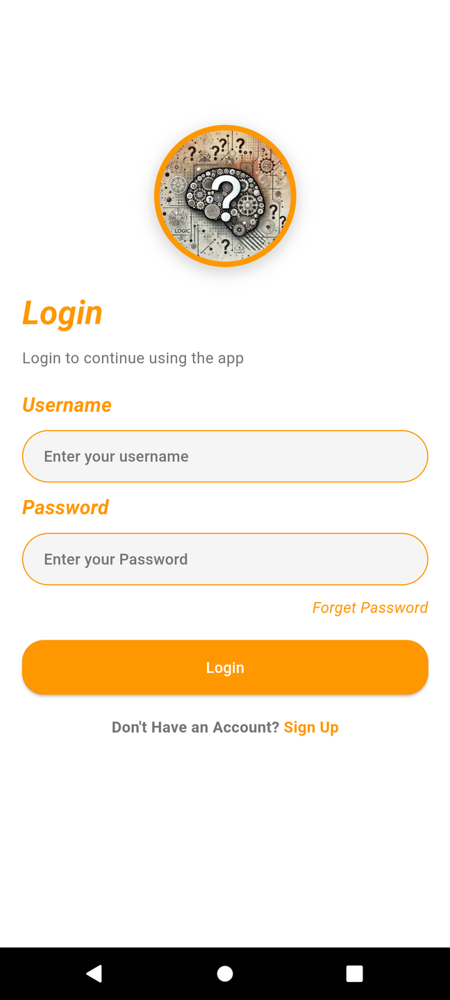 LOGIC
Login
Login to continue using the app
Username
Enter your username
Password
Enter your Password
Forget Password
Login
Don't Have an Account? Sign Up